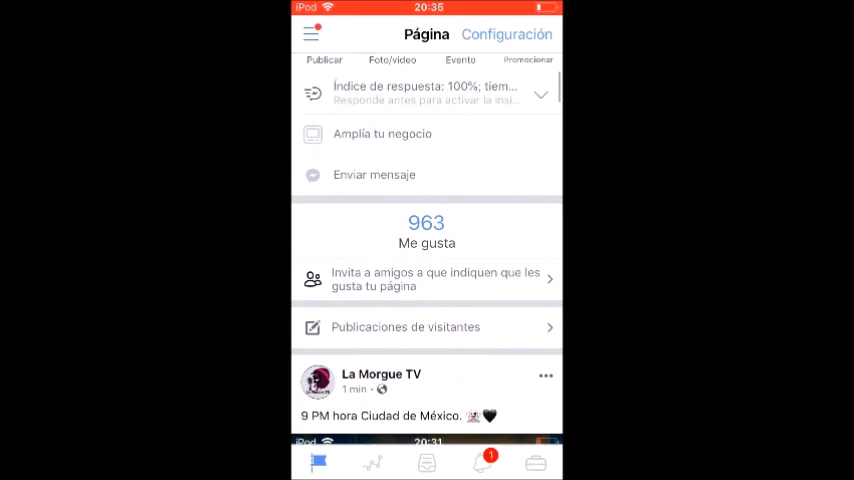 iPod 20:35
Página Configuración
Publicar Foto/video Evento Promocionar
Índice de respuesta: 100%; tiem...
Responde antes para activar la insi...
Amplía tu negocio
Enviar mensaje
963
Me gusta
Invita a amigos a que indiquen que les
gusta tu página
Publicaciones de visitantes
La Morgue TV
1 min
9 PM hora Ciudad de México. 👻🖤
iPod 20:31
1